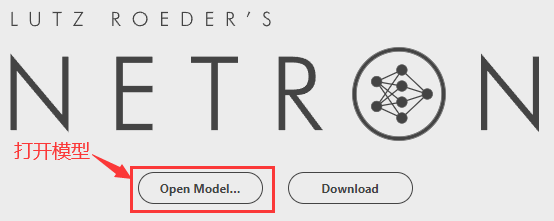 LUTZ ROEDER'S
NETRON
打开模型
Open Model...
Download